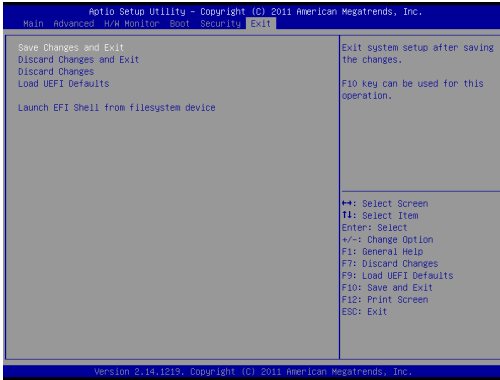 Aptio Setup Utility - Copyright (C) 2011 American Megatrends, Inc.
Main Advanced H/W Monitor Boot Security Exit
Save Changes and Exit
Discard Changes and Exit
Discard Changes
Load UEFI Defaults
Launch EFI Shell from filesystem device
Exit system setup after saving
the changes.
F10 key can be used for this
operation.
↔: Select Screen
↑↓: Select Item
Enter: Select
+/-: Change Option
F1: General Help
F7: Discard Changes
F9: Load UEFI Defaults
F10: Save and Exit
F12: Print Screen
ESC: Exit
Version 2.14.1219. Copyright (C) 2011 American Megatrends, Inc.